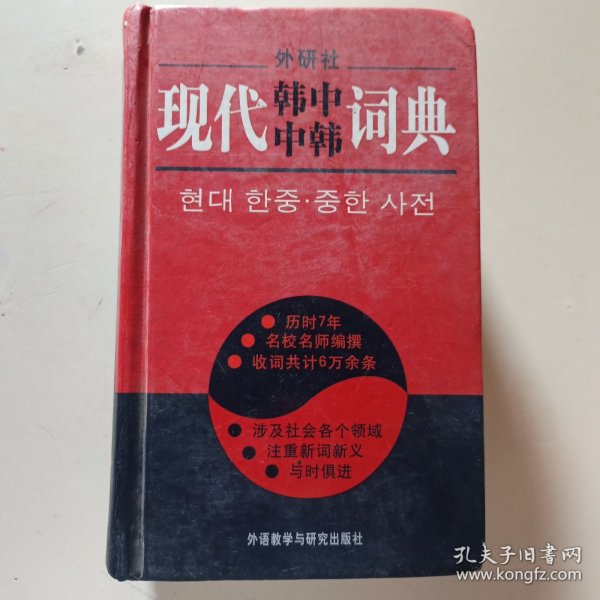 外研社
现代韩中中韩词典
현대 한중·중한 사전
● 历时7年
● 名校名师编撰
● 收词共计6万余条
● 涉及社会各个领域
● 注重新词新义
● 与时俱进
外语教学与研究出版社
孔夫子旧书网
www.kongfz.com